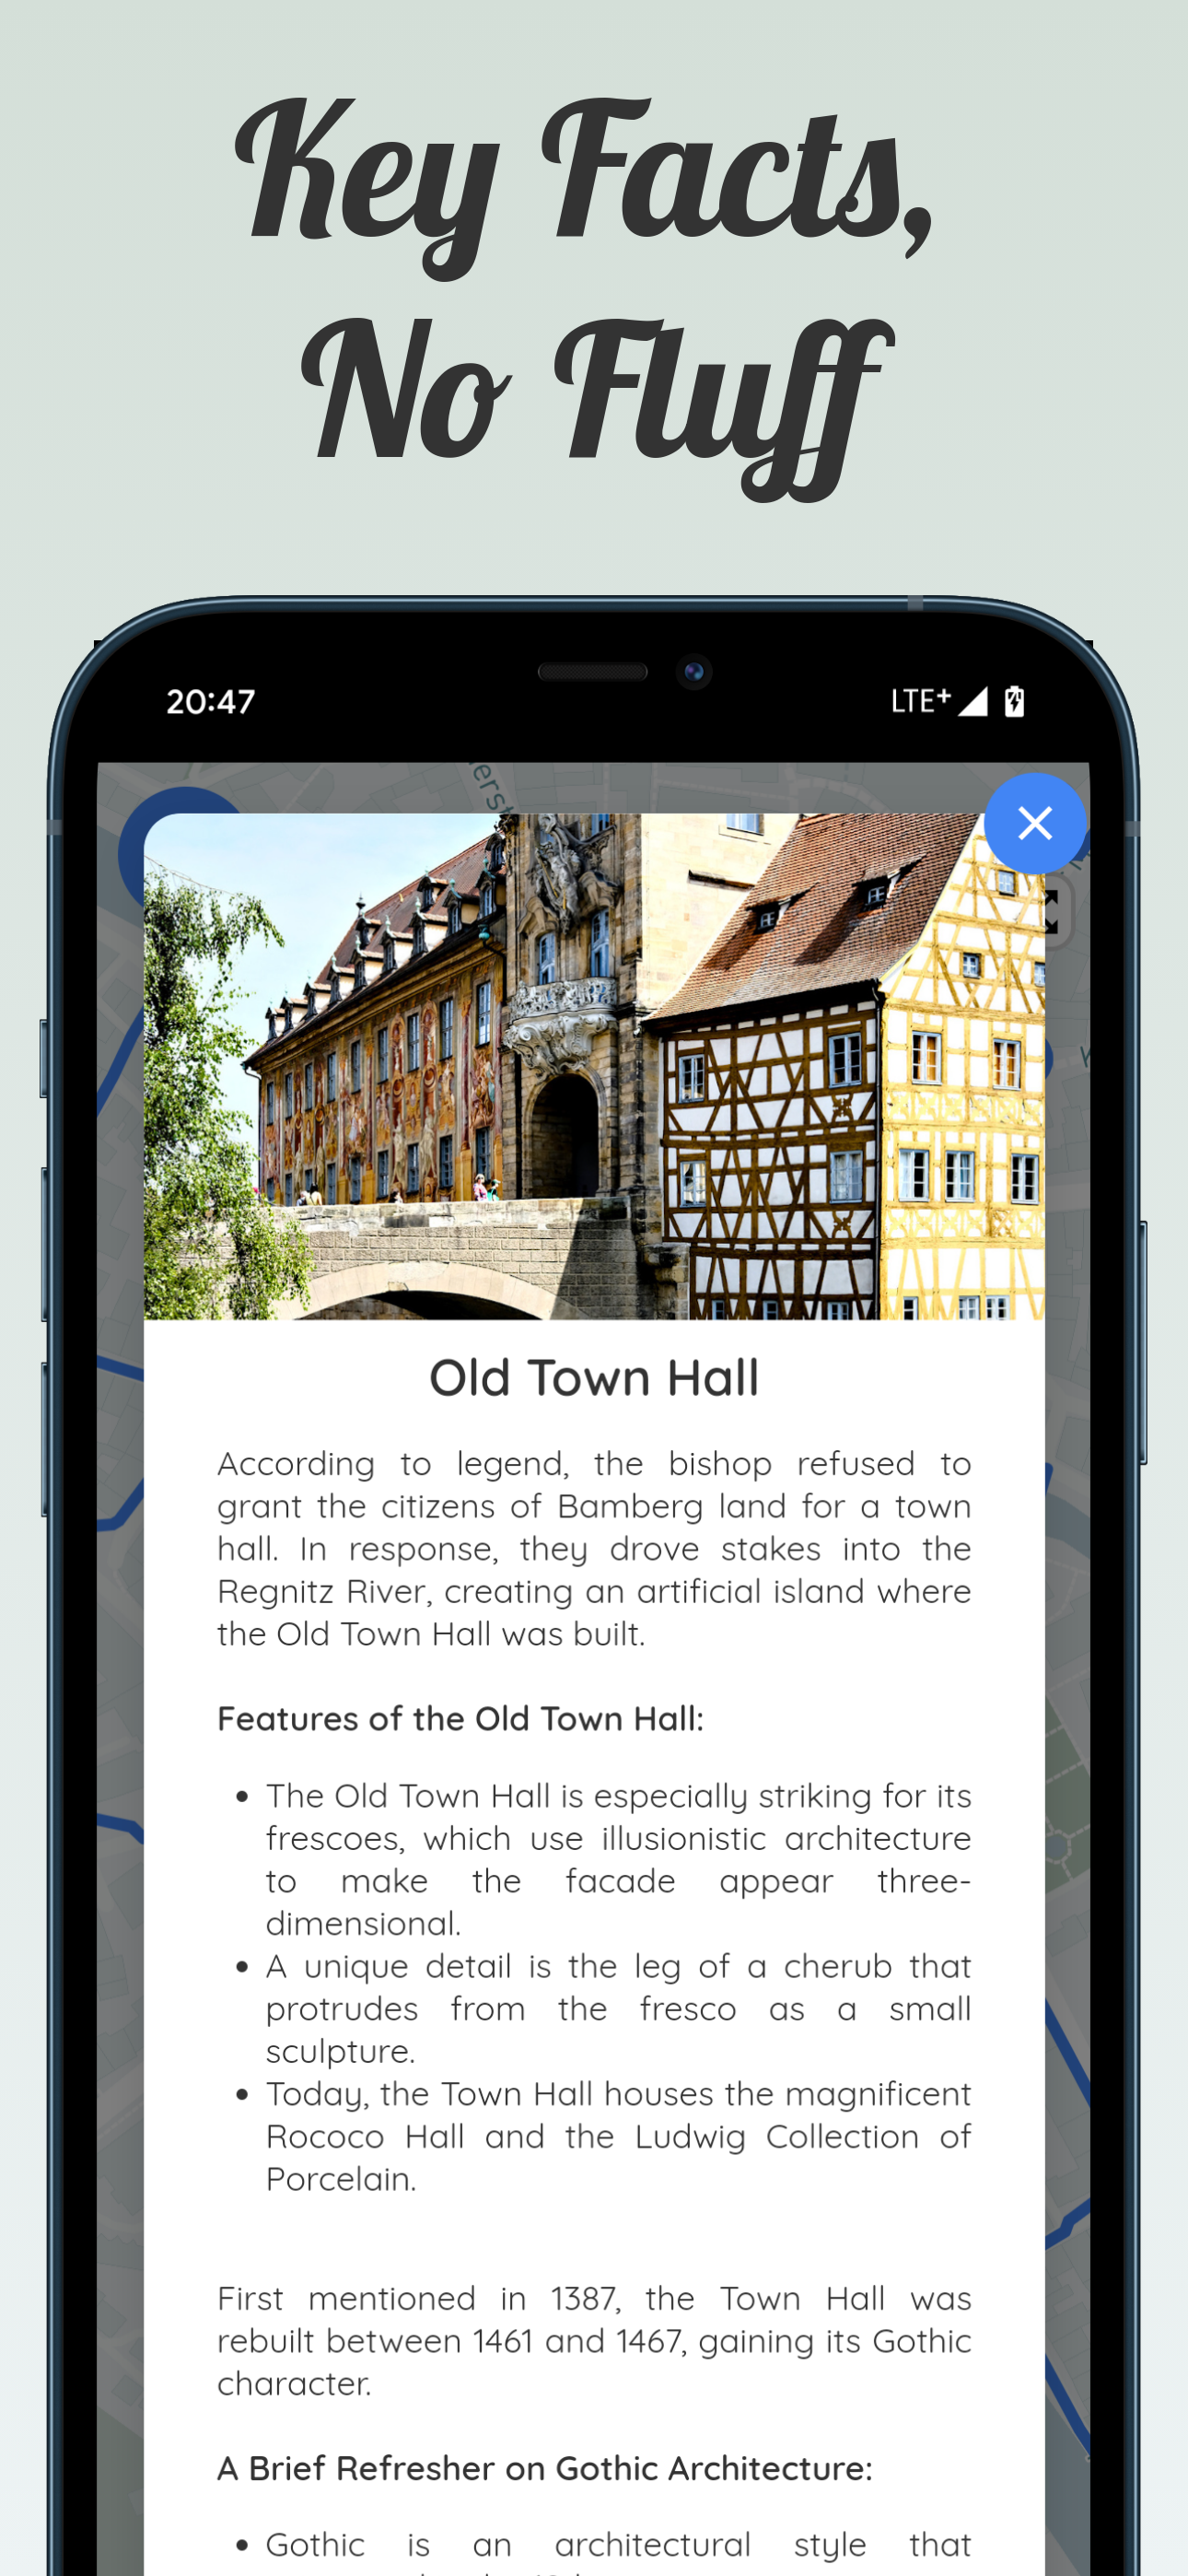 Key Facts,
No Fluff
20:47
LTE+
erst
Old Town Hall
According to legend, the bishop refused to
grant the citizens of Bamberg land for a town
hall. In response, they drove stakes into the
Regnitz River, creating an artificial island where
the Old Town Hall was built.
Features of the Old Town Hall:
• The Old Town Hall is especially striking for its
frescoes, which use illusionistic architecture
to make the facade appear three-
dimensional.
• A unique detail is the leg of a cherub that
protrudes from the fresco as a small
sculpture.
• Today, the Town Hall houses the magnificent
Rococo Hall and the Ludwig Collection of
Porcelain.
First mentioned in 1387, the Town Hall was
rebuilt between 1461 and 1467, gaining its Gothic
character.
A Brief Refresher on Gothic Architecture:
• Gothic is an architectural style that